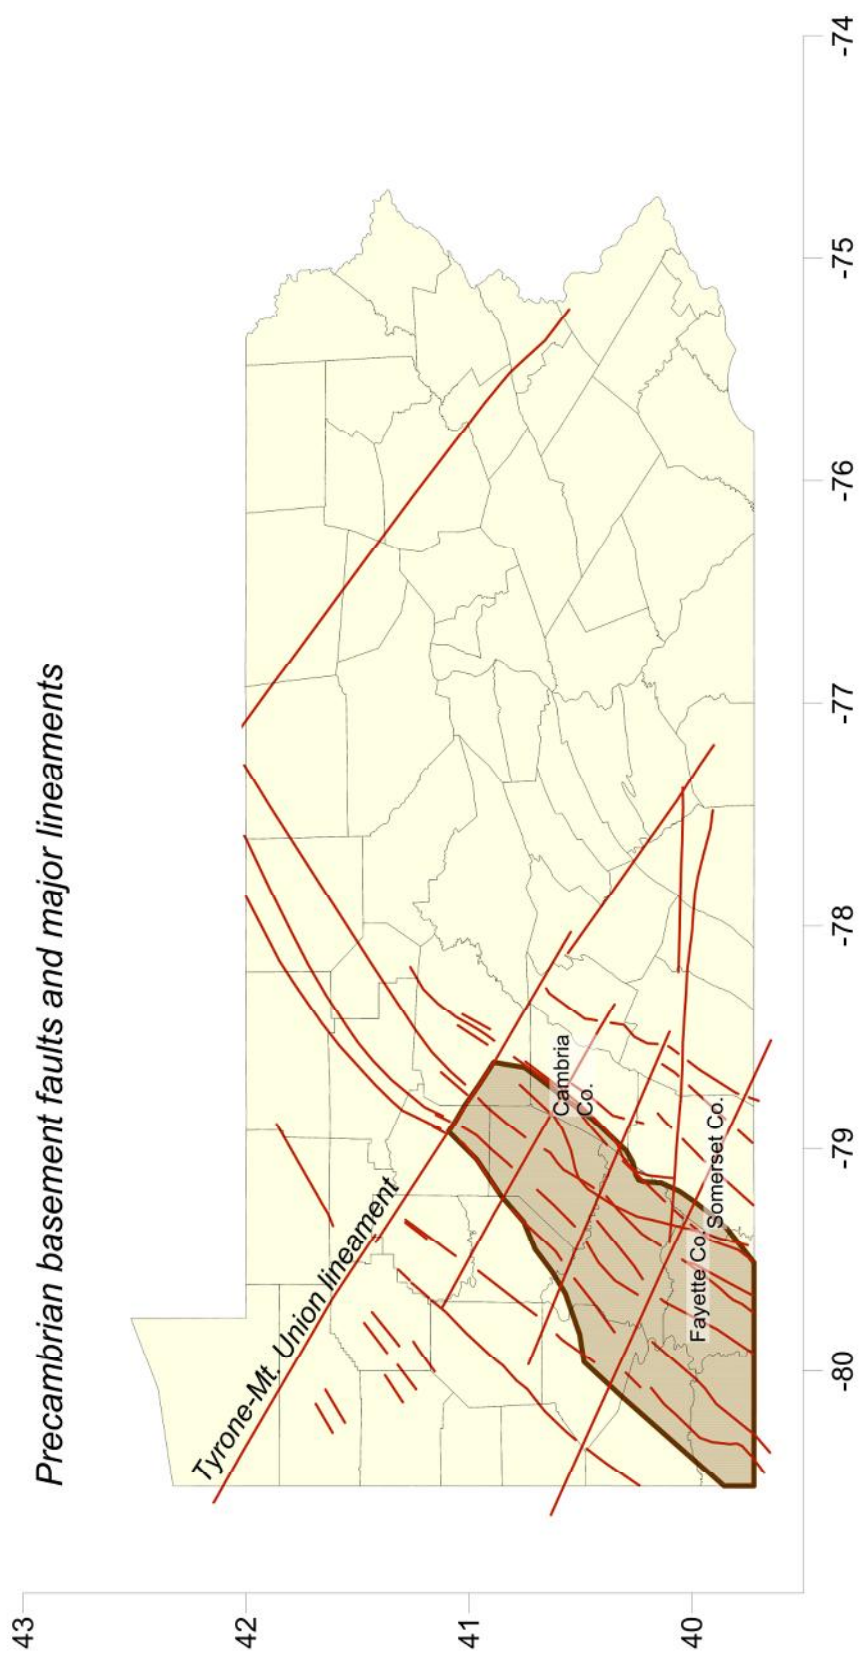 Precambrian basement faults and major lineaments
43
42
41
40
Tyrone-Mt. Union lineament
Cambria
Co.
Fayette Co.
Somerset Co.
-80
-79
-78
-77
-76
-75
-74